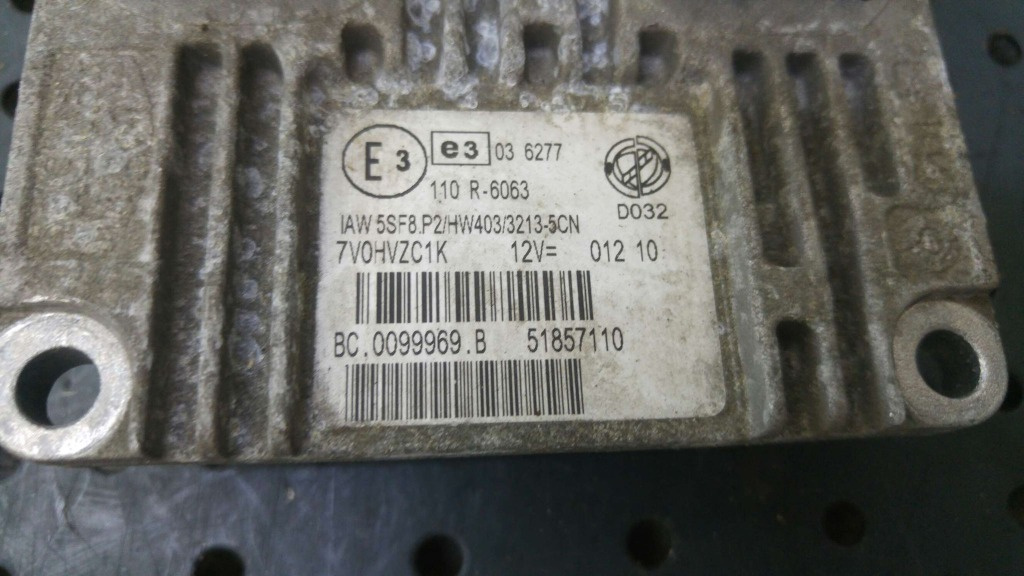 E 3 e3 03 6277
110 R-6063
D032
IAW 5SF8.P2/HW403/3213-5CN
7V0HVZC1K 12V= 012 10
BC.0099969.B 51857110